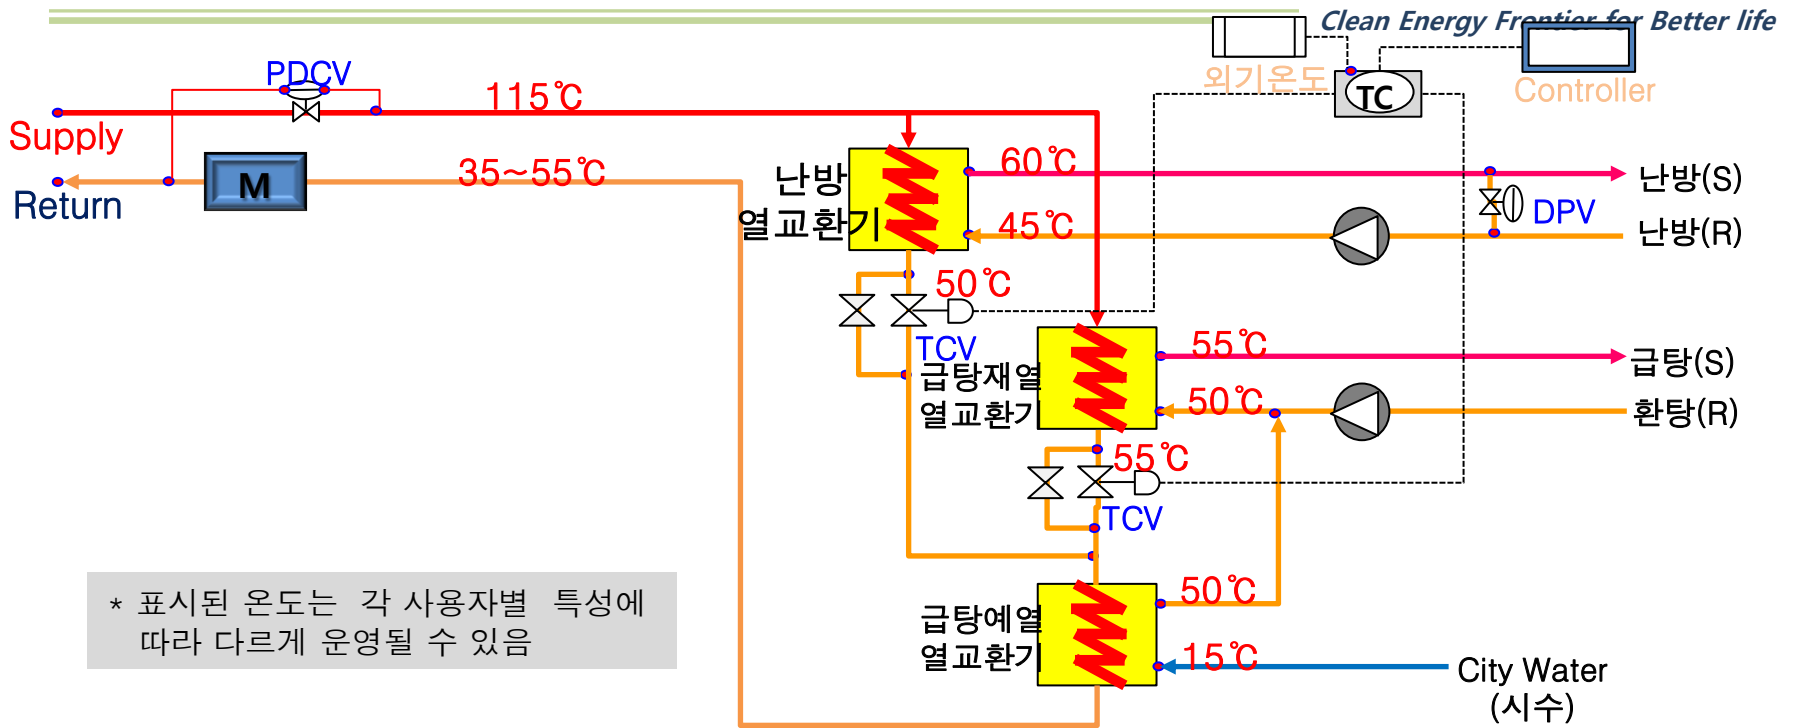 Clean Energy Frontier for Better life
외기온도
TC
Controller
PDCV
115℃
Supply
M
35~55℃
Return
난방
열교환기
60℃
난방(S)
45℃
DPV
난방(R)
50℃
TCV
급탕재열
열교환기
55℃
급탕(S)
50℃
환탕(R)
55℃
TCV
급탕예열
열교환기
50℃
15℃
City Water
(시수)
* 표시된 온도는 각 사용자별 특성에
따라 다르게 운영될 수 있음